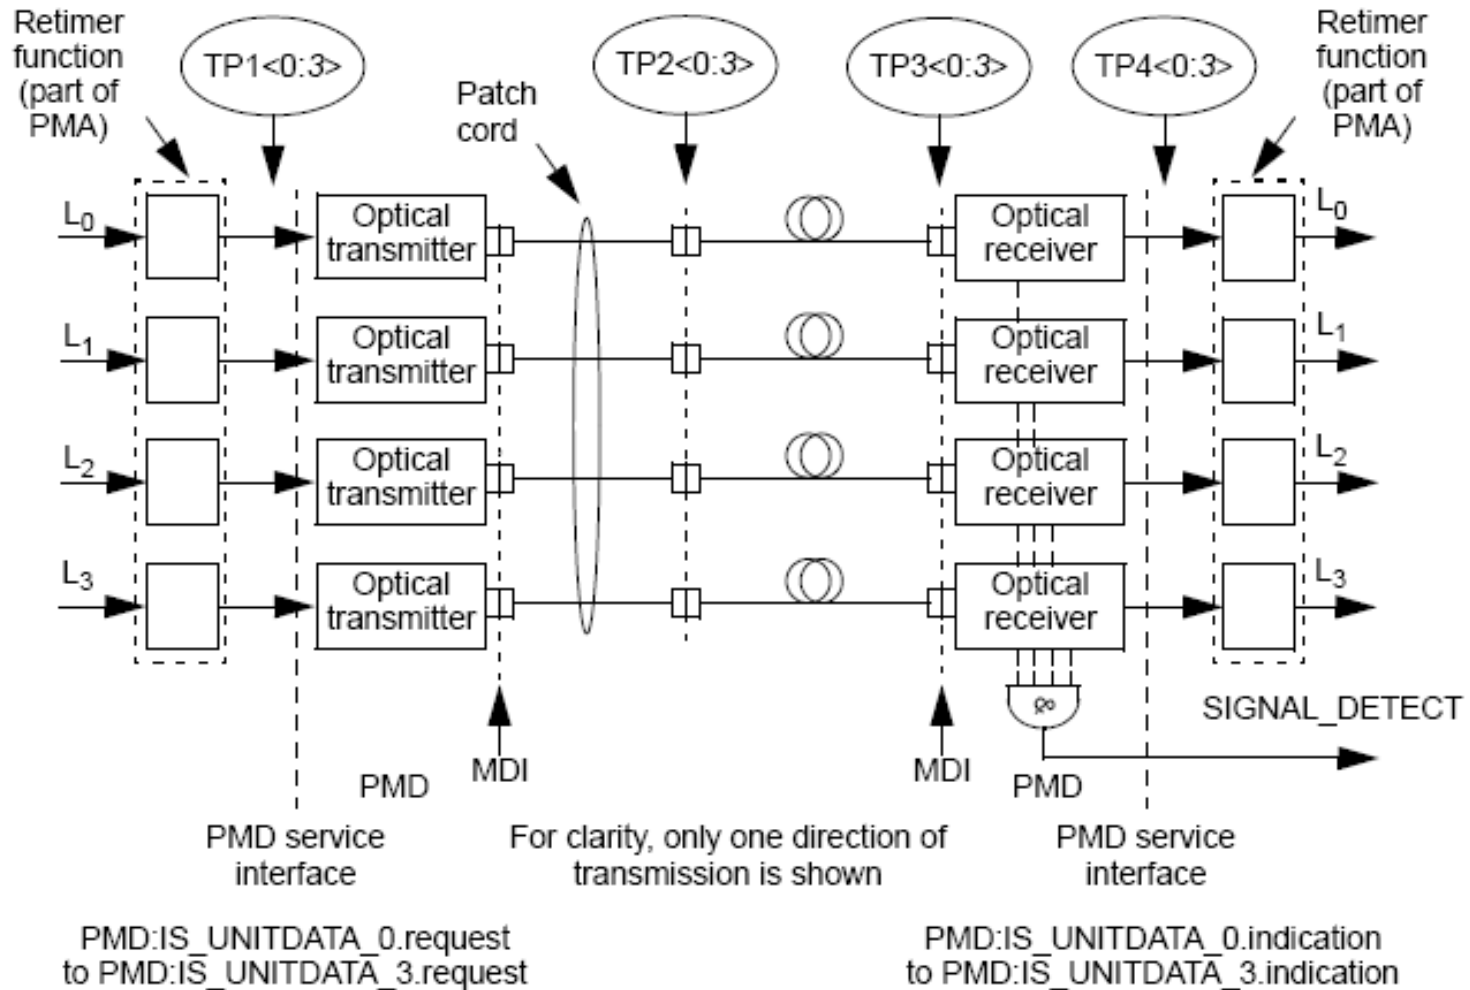 Retimer
function
(part of
PMA)
TP1<0:3>
Patch
cord
TP2<0:3>
TP3<0:3>
TP4<0:3>
Retimer
function
(part of
PMA)
L0
Optical
transmitter
Optical
receiver
L0
L1
Optical
transmitter
Optical
receiver
L1
L2
Optical
transmitter
Optical
receiver
L2
L3
Optical
transmitter
Optical
receiver
L3
&
SIGNAL_DETECT
PMD
MDI
MDI
PMD
PMD service
interface
For clarity, only one direction of
transmission is shown
PMD service
interface
PMD:IS_UNITDATA_0.request
to PMD:IS_UNITDATA_3.request
PMD:IS_UNITDATA_0.indication
to PMD:IS_UNITDATA_3.indication